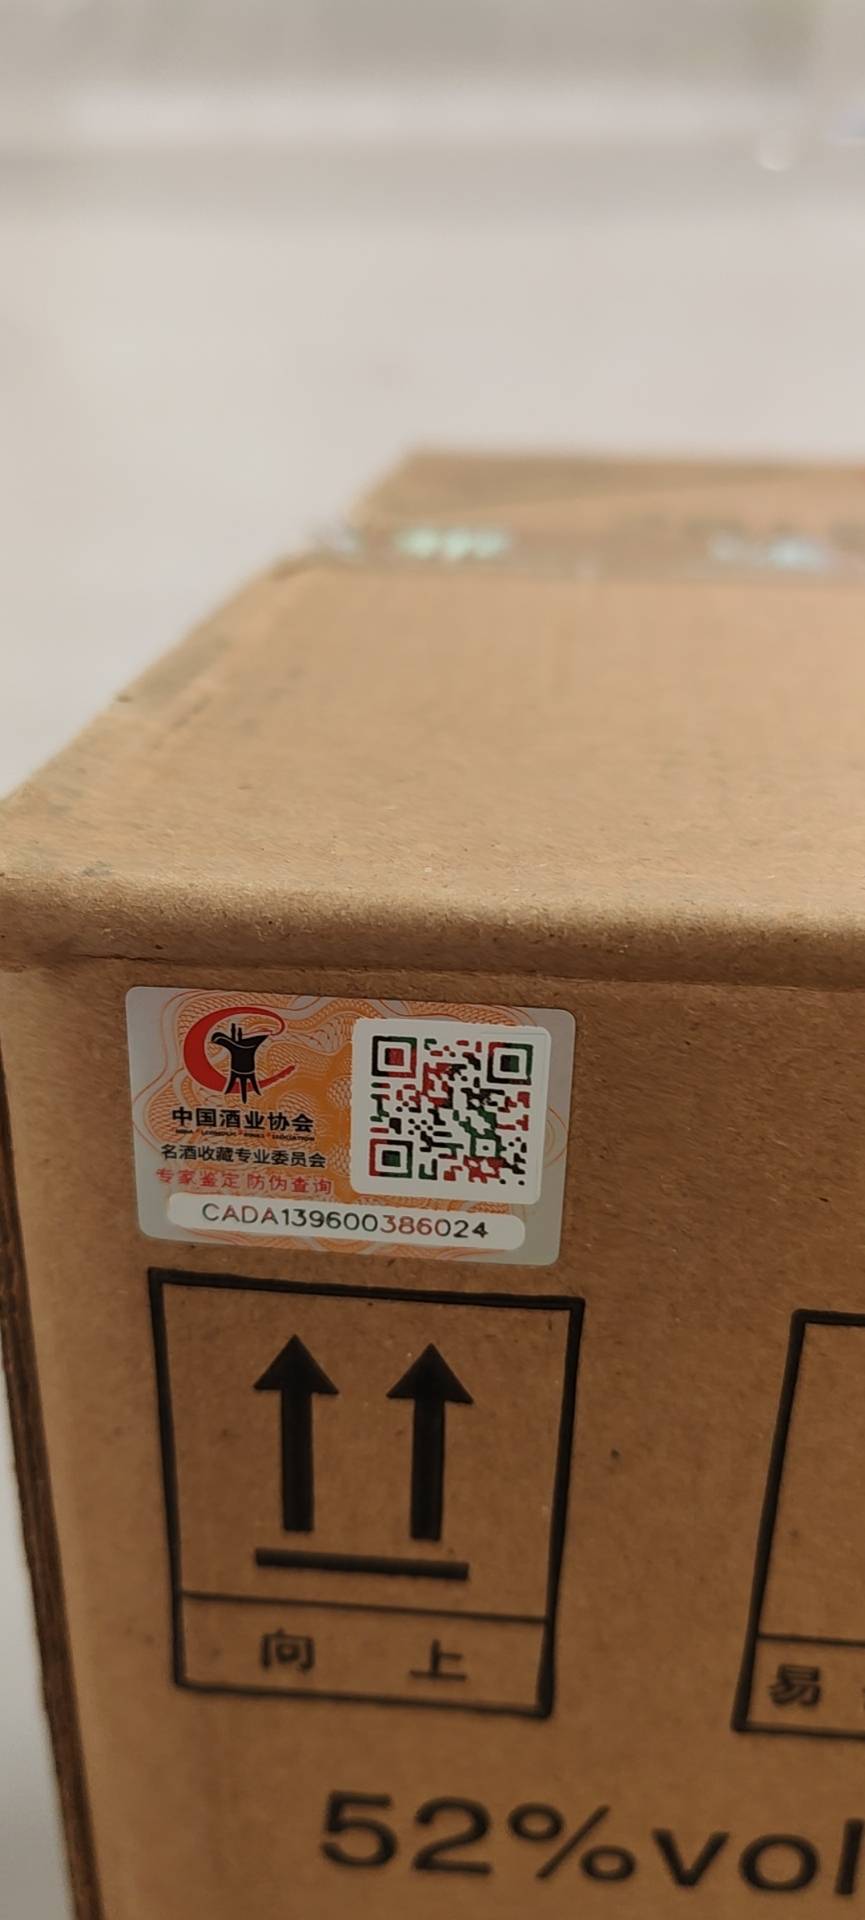 中国酒业协会
名酒收藏专业委员会
专家鉴定 防伪查询
CADA139600386024
向 上
易
52%vol